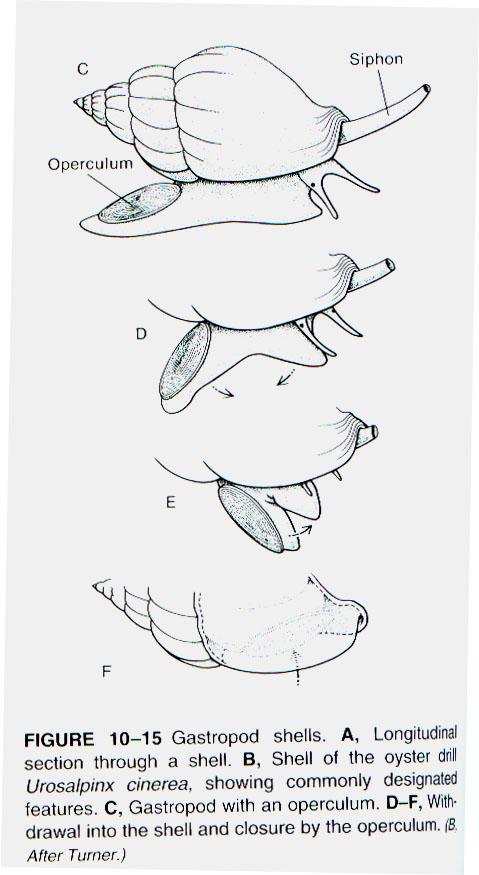 C
Siphon
Operculum
D
E
F
FIGURE 10–15 Gastropod shells. A, Longitudinal
section through a shell. B, Shell of the oyster drill
Urosalpinx cinerea, showing commonly designated
features. C, Gastropod with an operculum. D–F, With-
drawal into the shell and closure by the operculum. (B.
After Turner.)